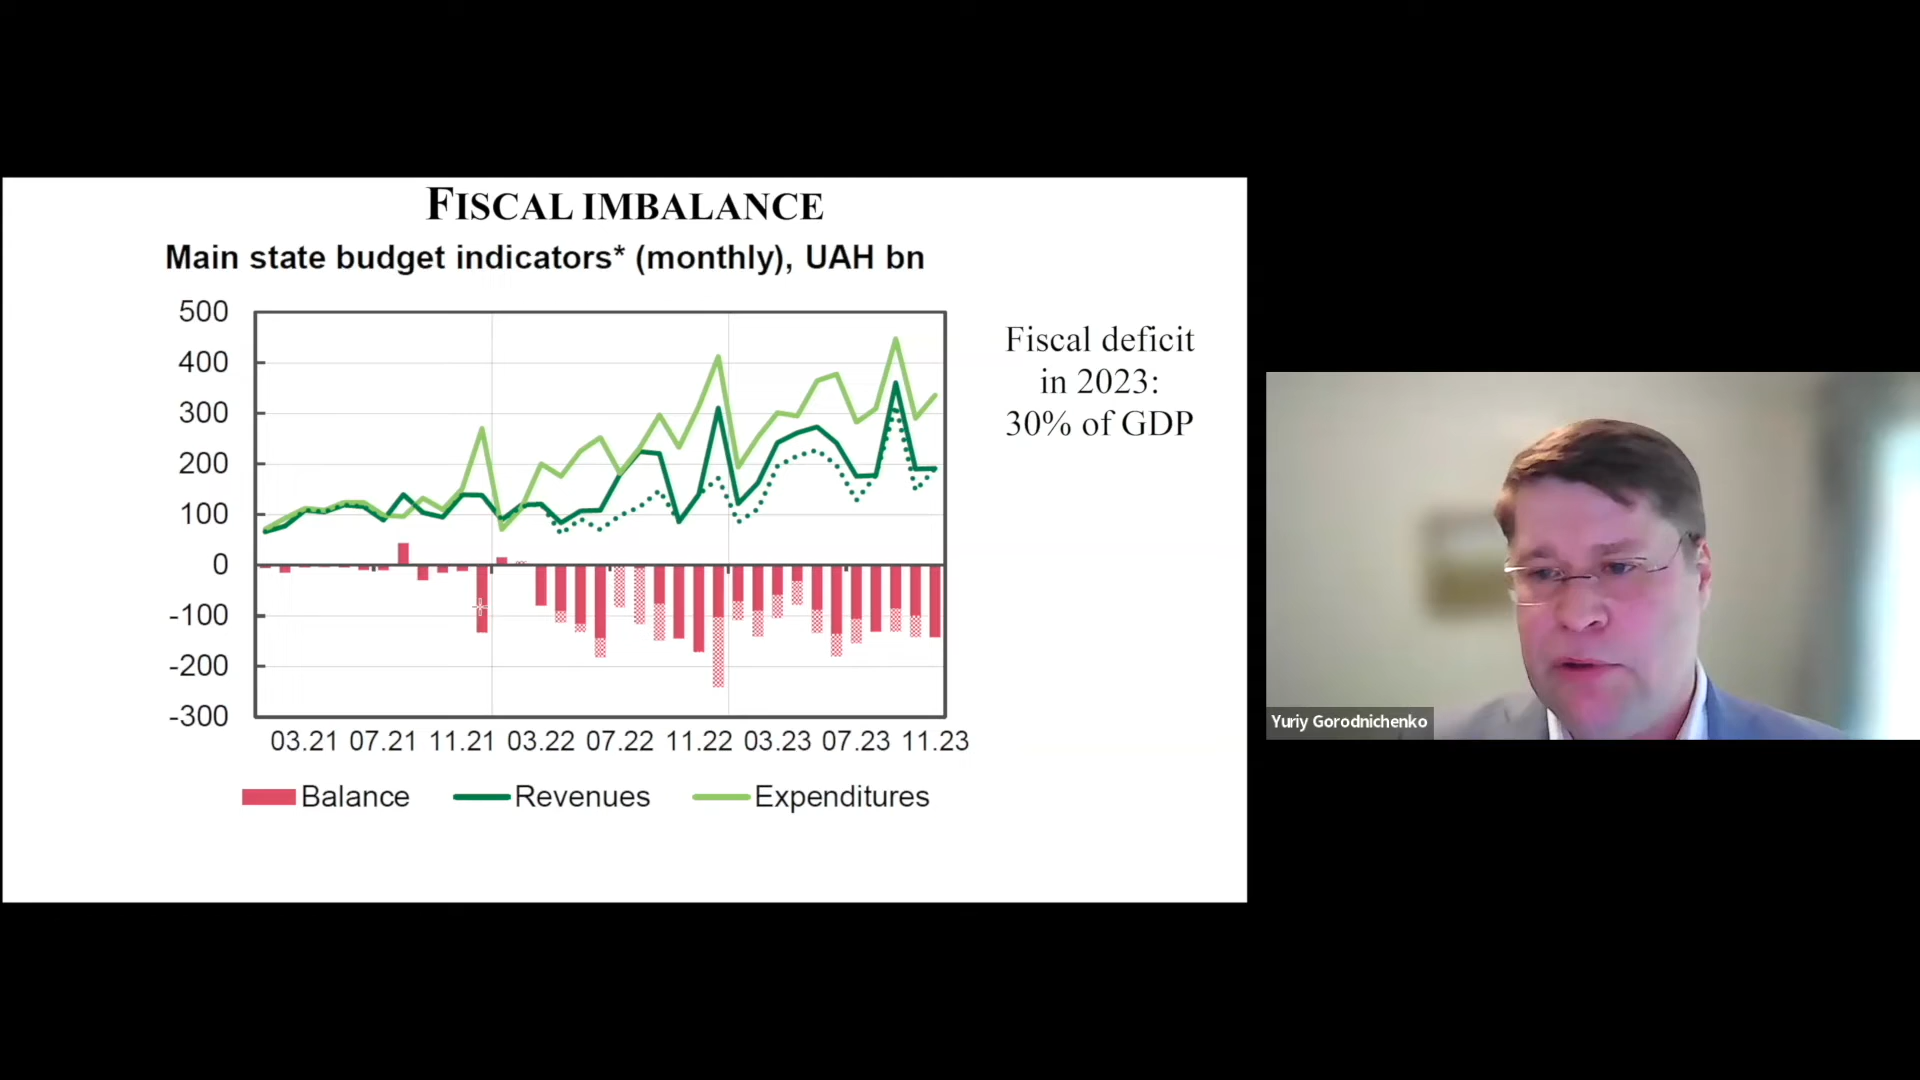 FISCAL IMBALANCE
Main state budget indicators* (monthly), UAH bn
500
400
300
200
100
0
-100
-200
-300
03.21 07.21 11.21 03.22 07.22 11.22 03.23 07.23 11.23
Balance Revenues Expenditures
Fiscal deficit
in 2023:
30% of GDP
Yuriy Gorodnichenko